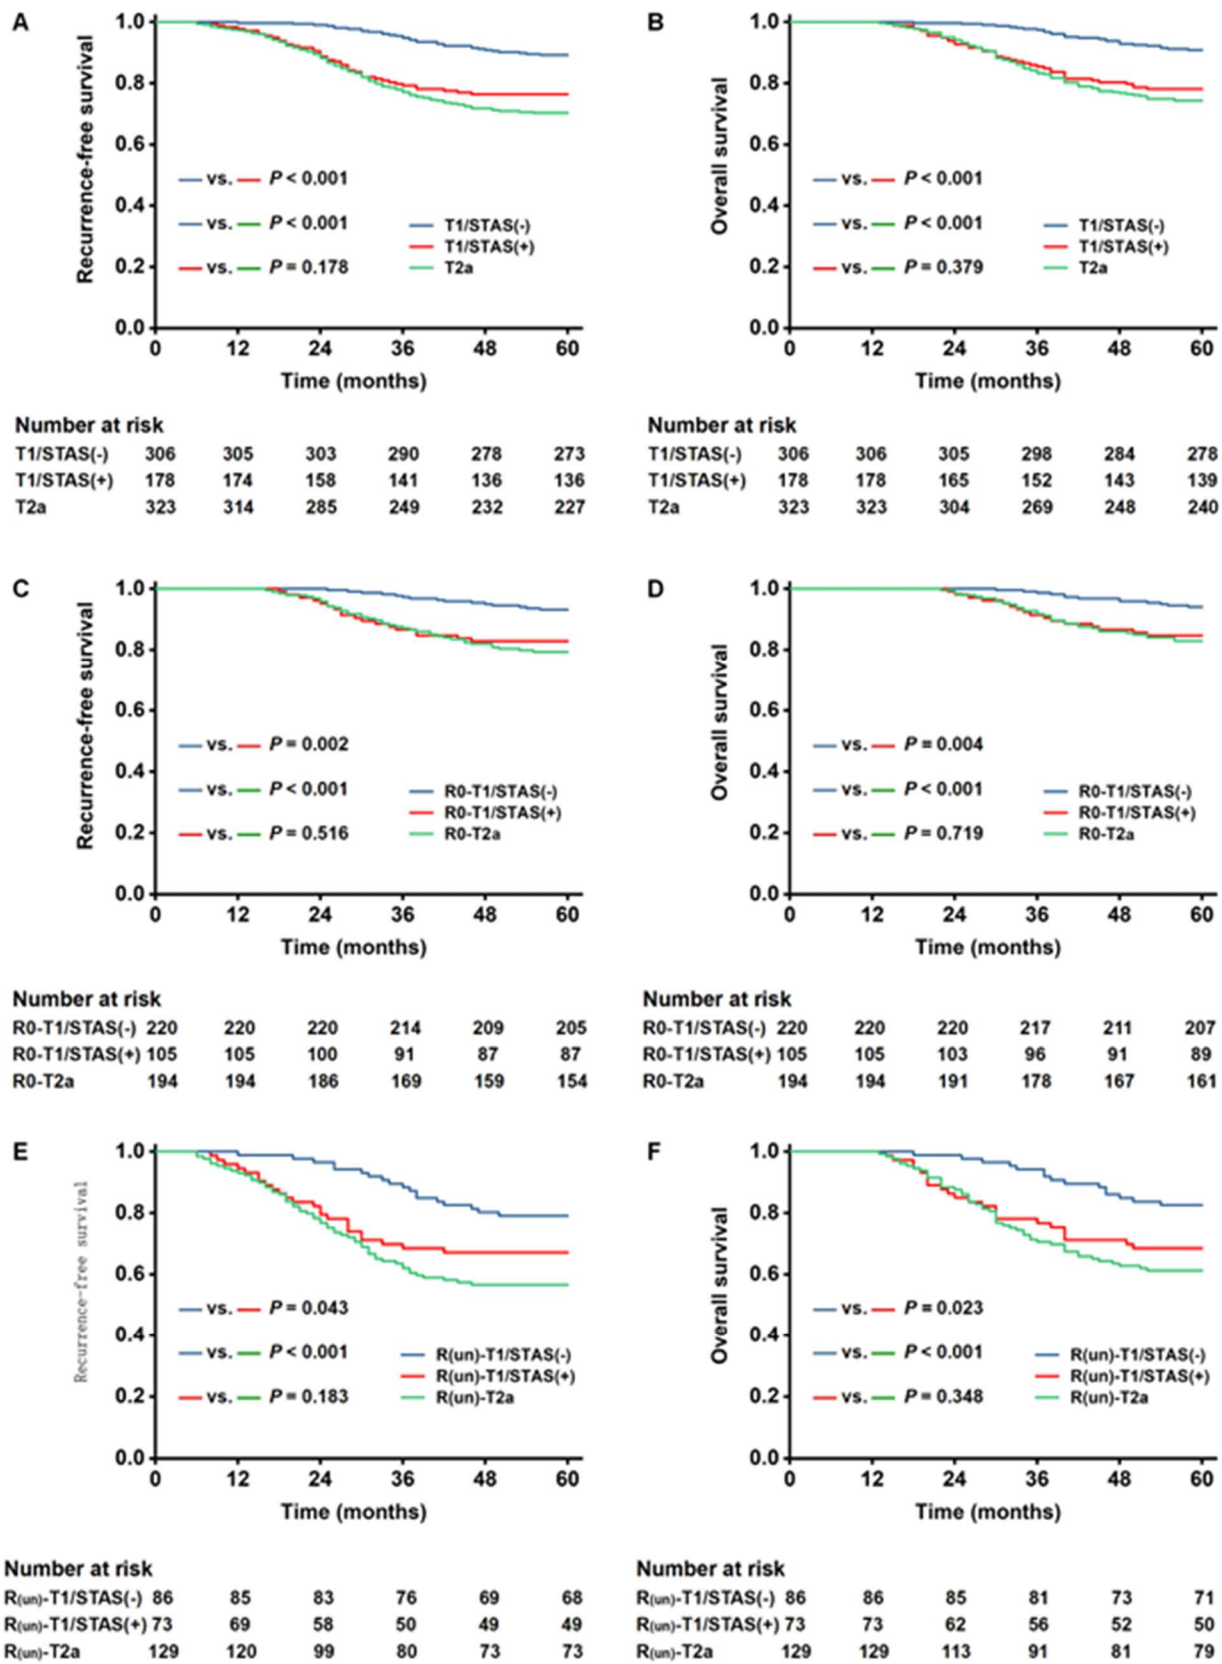 A
Recurrence-free survival
1.0
0.8
0.6
0.4
0.2
0.0
vs. P < 0.001
vs. P < 0.001
vs. P = 0.178
T1/STAS(-)
T1/STAS(+)
T2a
0 12 24 36 48 60
Time (months)
Number at risk
T1/STAS(-) 306 305 303 290 278 273
T1/STAS(+) 178 174 158 141 136 136
T2a 323 314 285 249 232 227
B
Overall survival
1.0
0.8
0.6
0.4
0.2
0.0
vs. P < 0.001
vs. P < 0.001
vs. P = 0.379
T1/STAS(-)
T1/STAS(+)
T2a
0 12 24 36 48 60
Time (months)
Number at risk
T1/STAS(-) 306 306 305 298 284 278
T1/STAS(+) 178 178 165 152 143 139
T2a 323 323 304 269 248 240
C
Recurrence-free survival
1.0
0.8
0.6
0.4
0.2
0.0
vs. P = 0.002
vs. P < 0.001
vs. P = 0.516
R0-T1/STAS(-)
R0-T1/STAS(+)
R0-T2a
0 12 24 36 48 60
Time (months)
Number at risk
R0-T1/STAS(-) 220 220 220 214 209 205
R0-T1/STAS(+) 105 105 100 91 87 87
R0-T2a 194 194 186 169 159 154
D
Overall survival
1.0
0.8
0.6
0.4
0.2
0.0
vs. P = 0.004
vs. P < 0.001
vs. P = 0.719
R0-T1/STAS(-)
R0-T1/STAS(+)
R0-T2a
0 12 24 36 48 60
Time (months)
Number at risk
R0-T1/STAS(-) 220 220 220 217 211 207
R0-T1/STAS(+) 105 105 103 96 91 89
R0-T2a 194 194 191 178 167 161
E
Recurrence-free survival
1.0
0.8
0.6
0.4
0.2
0.0
vs. P = 0.043
vs. P < 0.001
vs. P = 0.183
R(un)-T1/STAS(-)
R(un)-T1/STAS(+)
R(un)-T2a
0 12 24 36 48 60
Time (months)
Number at risk
R(un)-T1/STAS(-) 86 85 83 76 69 68
R(un)-T1/STAS(+) 73 69 58 50 49 49
R(un)-T2a 129 120 99 80 73 73
F
Overall survival
1.0
0.8
0.6
0.4
0.2
0.0
vs. P = 0.023
vs. P < 0.001
vs. P = 0.348
R(un)-T1/STAS(-)
R(un)-T1/STAS(+)
R(un)-T2a
0 12 24 36 48 60
Time (months)
Number at risk
R(un)-T1/STAS(-) 86 86 85 81 73 71
R(un)-T1/STAS(+) 73 73 62 56 52 50
R(un)-T2a 129 129 113 91 81 79